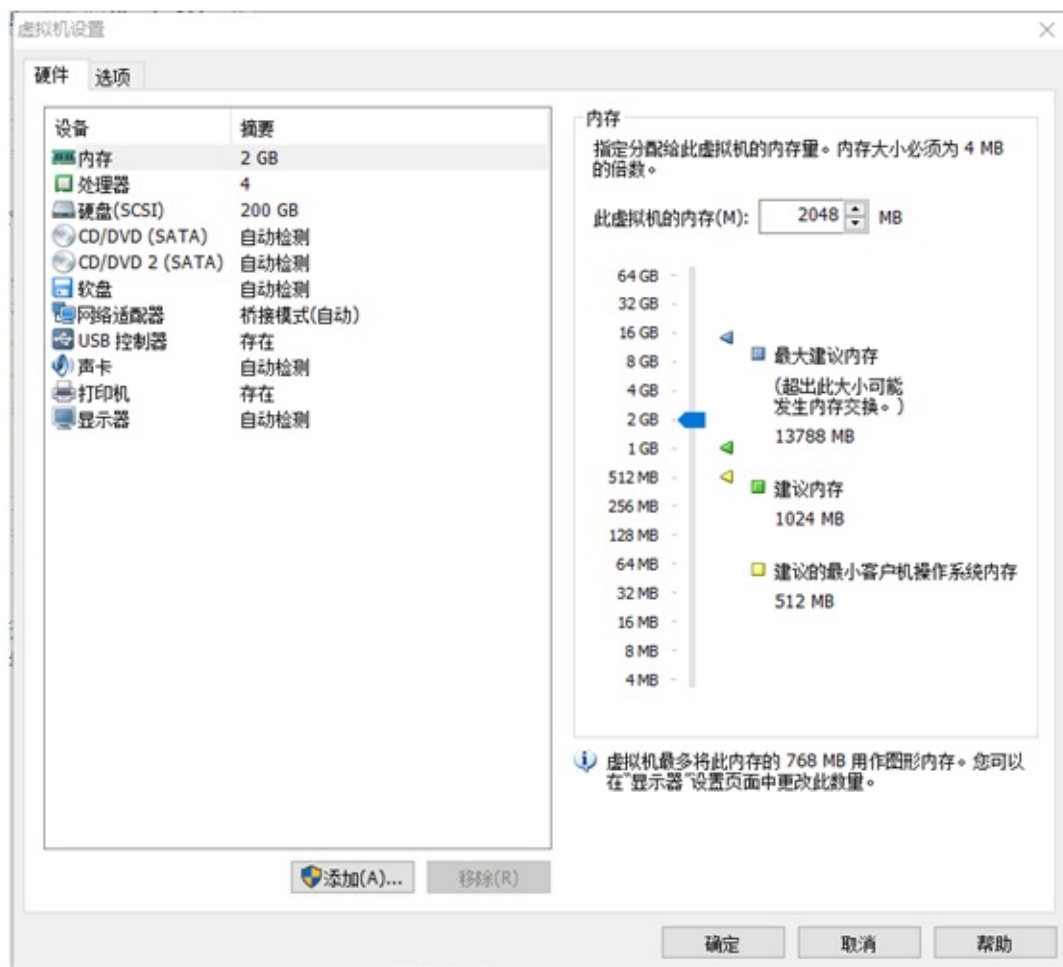 虚拟机设置
硬件 选项
设备 摘要
内存 2 GB
处理器 4
硬盘(SCSI) 200 GB
CD/DVD (SATA) 自动检测
CD/DVD 2 (SATA) 自动检测
软盘 自动检测
网络适配器 桥接模式(自动)
USB 控制器 存在
声卡 自动检测
打印机 存在
显示器 自动检测
添加(A)... 移除(R)
内存
指定分配给此虚拟机的内存量。内存大小必须为 4 MB
的倍数。
此虚拟机的内存(M): 2048 MB
64 GB
32 GB
16 GB
8 GB
4 GB
2 GB
1 GB
512 MB
256 MB
128 MB
64 MB
32 MB
16 MB
8 MB
4 MB
最大建议内存
(超出此大小可能
发生内存交换。)
13788 MB
建议内存
1024 MB
建议的最小客户机操作系统内存
512 MB
虚拟机最多将此内存的 768 MB 用作图形内存。您可以
在"显示器"设置页面中更改此数量。
确定 取消 帮助